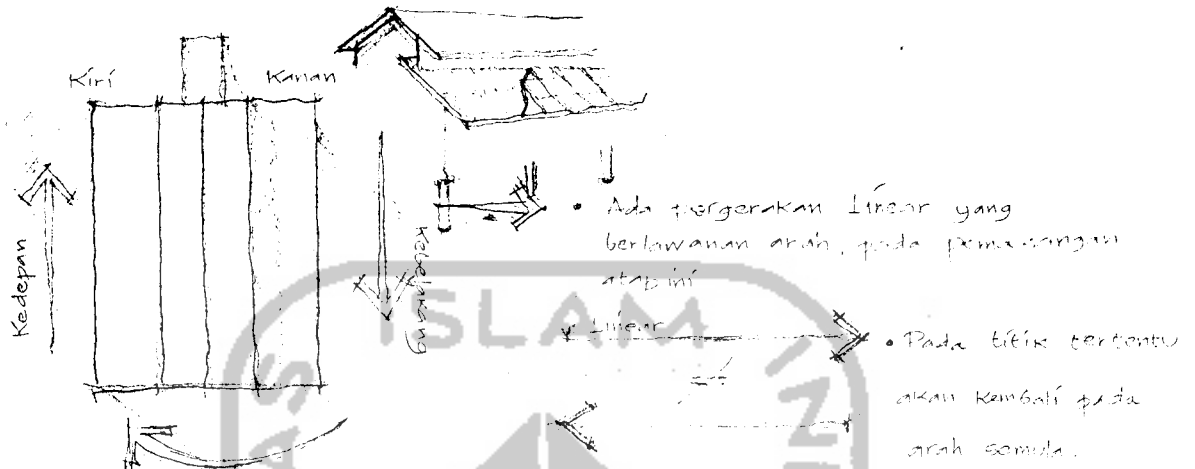 Kiri
Kanan
Kedepan
Kebelakang
• Ada pergerakan Linear yang
berlawanan arah, pada pemasangan
atap ini
Linear
• Pada titik tertentu
akan kembali pada
arah semula.
ISLAM